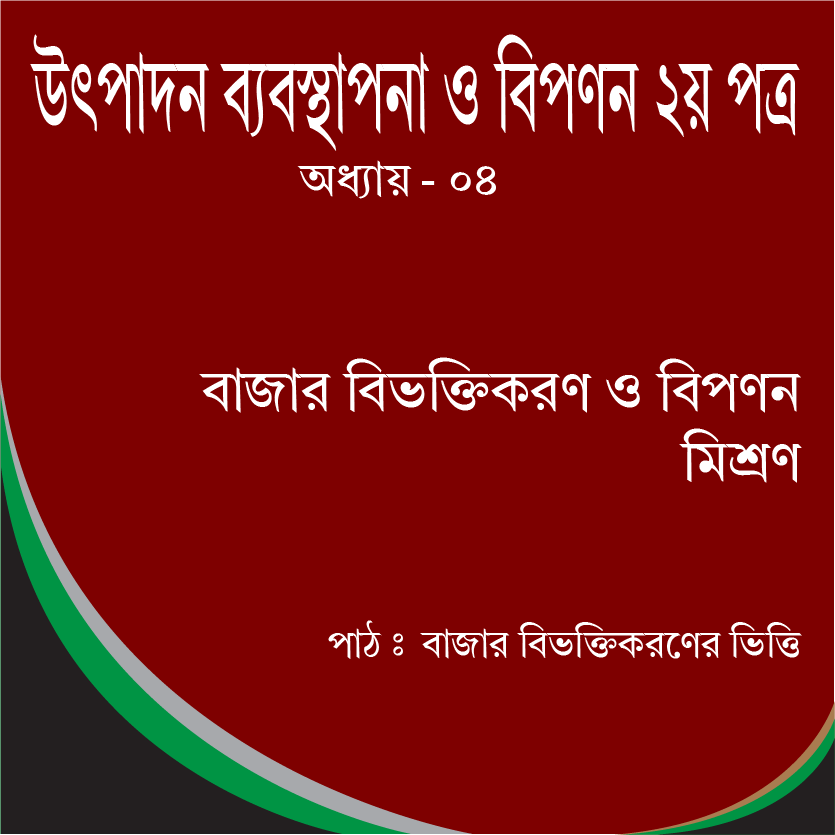 উৎপাদন ব্যবস্থাপনা ও বিপণন ২য় পত্র
অধ্যায় - ০৪
বাজার বিভক্তিকরণ ও বিপণন
মিশ্রণ
পাঠ ঃ বাজার বিভক্তিকরণের ভিত্তি